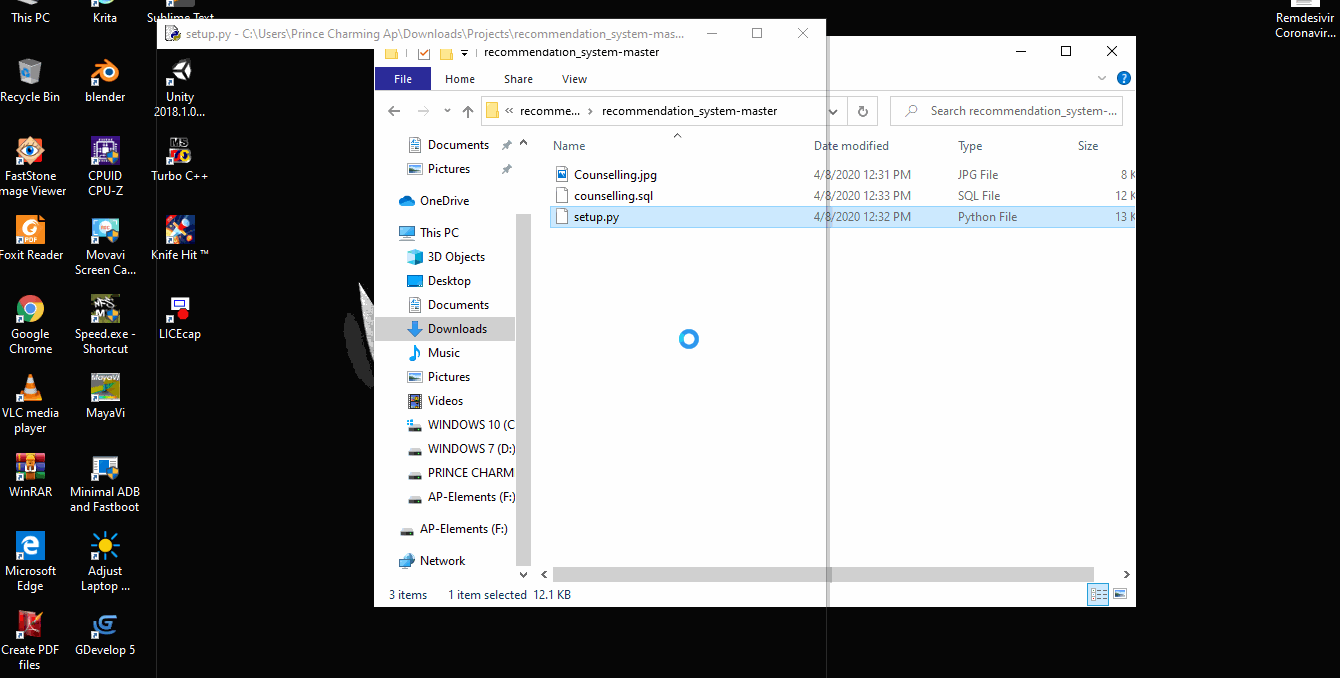 This PC
Krita
Sublime Text
Recycle Bin
blender
Unity
2018.1.0...
FastStone
mage Viewer
CPUID
CPU-Z
Turbo C++
Foxit Reader
Movavi
Screen Ca...
Knife Hit ™
Google
Chrome
Speed.exe -
Shortcut
LICEcap
VLC media
player
MayaVi
WinRAR
Minimal ADB
and Fastboot
Microsoft
Edge
Adjust
Laptop ...
Create PDF
files
GDevelop 5
Remdesivir
Coronavir...
setup.py - C:\Users\Prince Charming Ap\Downloads\Projects\recommendation_system-mas...
recommendation_system-master
File Home Share View
« recomme... › recommendation_system-master
Search recommendation_system-...
Documents
Pictures
OneDrive
This PC
3D Objects
Desktop
Documents
Downloads
Music
Pictures
Videos
WINDOWS 10 (C
WINDOWS 7 (D:)
PRINCE CHARM
AP-Elements (F:)
AP-Elements (F:)
Network
Name Date modified Type Size
Counselling.jpg 4/8/2020 12:31 PM JPG File 8 K
counselling.sql 4/8/2020 12:33 PM SQL File 12 K
setup.py 4/8/2020 12:32 PM Python File 13 K
3 items 1 item selected 12.1 KB